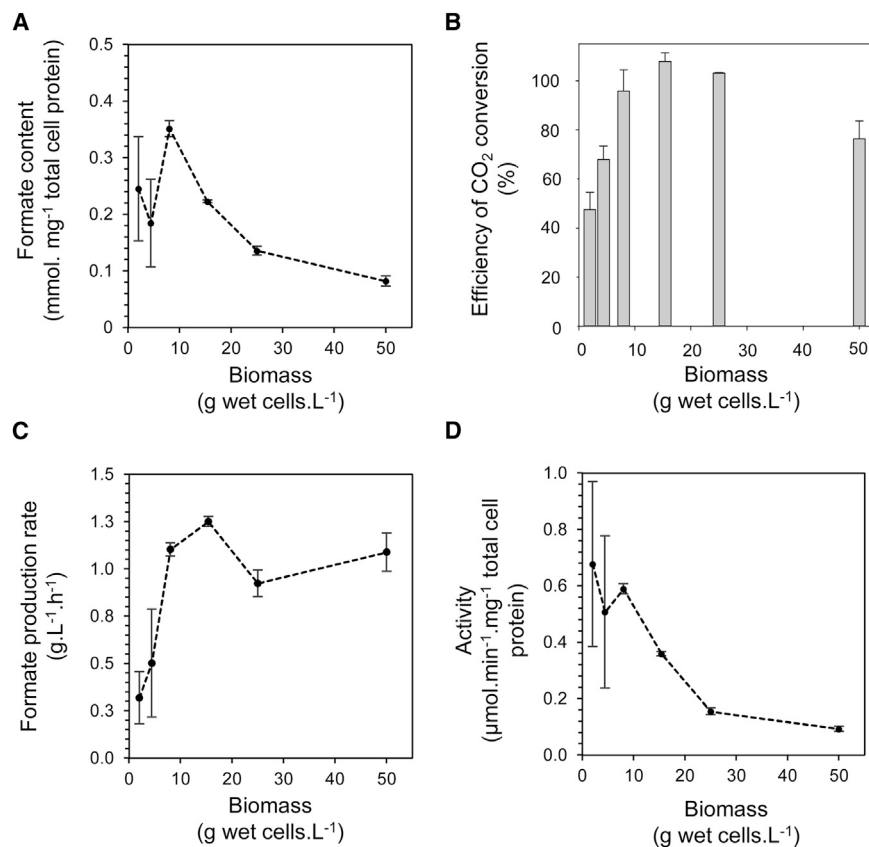 A
Formate content
(mmol. mg⁻¹ total cell protein)
0.5
0.4
0.3
0.2
0.1
0
0 10 20 30 40 50
Biomass
(g wet cells.L⁻¹)
B
Efficiency of CO₂ conversion
(%)
100
80
60
40
20
0
0 10 20 30 40 50
Biomass
(g wet cells.L⁻¹)
C
Formate production rate
(g.L⁻¹.h⁻¹)
1.5
1.3
1.0
0.8
0.5
0.3
0.0
0 10 20 30 40 50
Biomass
(g wet cells.L⁻¹)
D
Activity
(μmol.min⁻¹.mg⁻¹ total cell
protein)
1.0
0.8
0.6
0.4
0.2
0.0
0 10 20 30 40 50
Biomass
(g wet cells.L⁻¹)